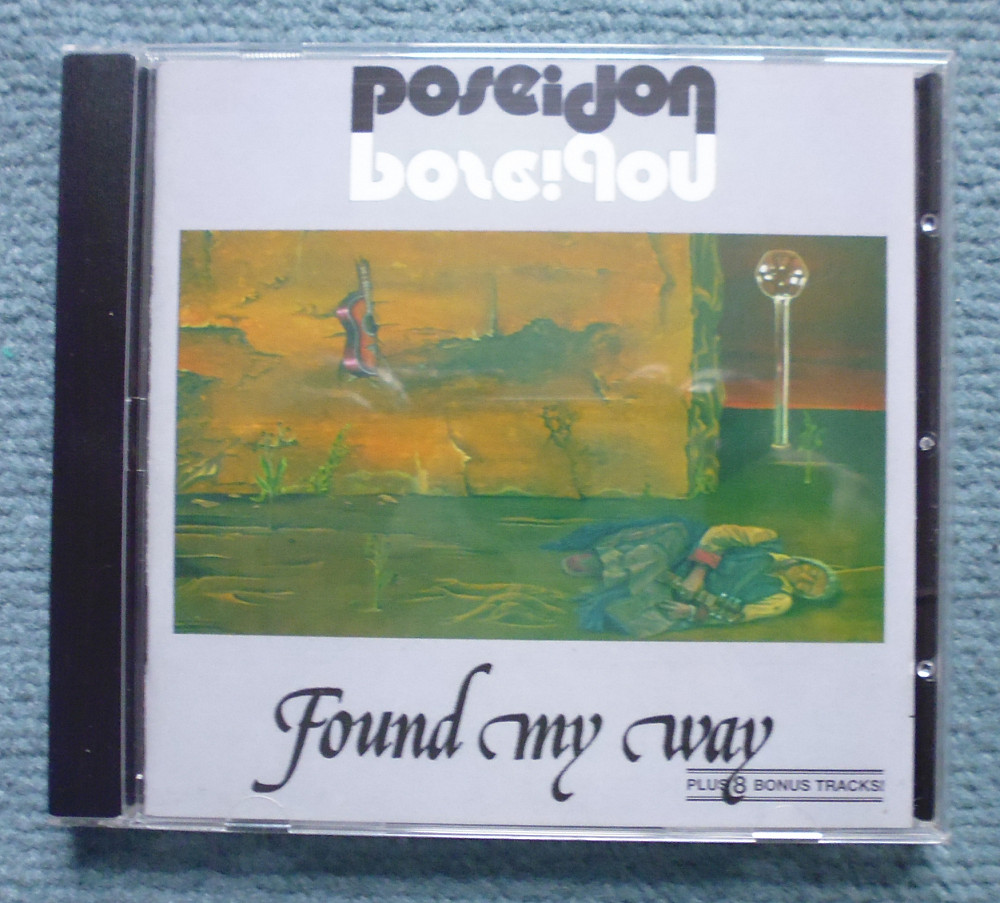 poseidon
poseidon
Found my way
PLUS 8 BONUS TRACKS!